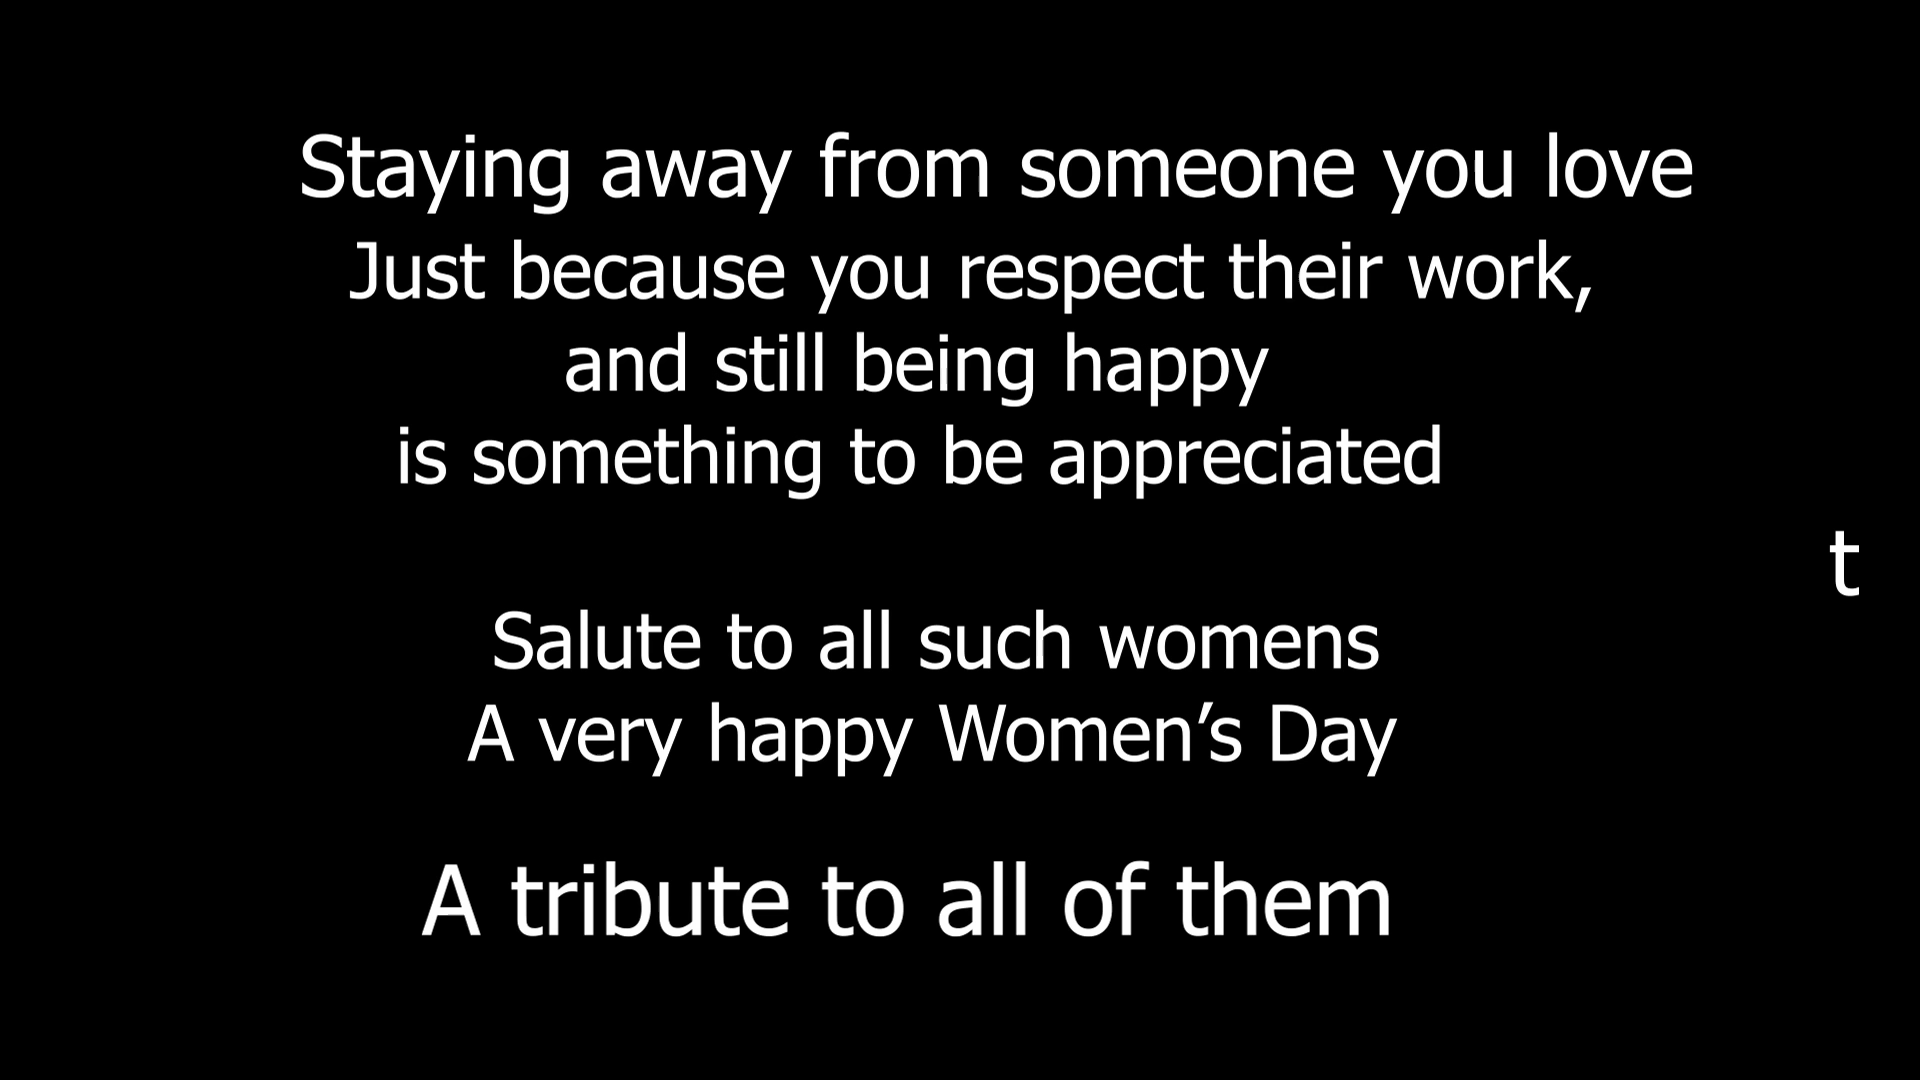 Staying away from someone you love
Just because you respect their work,
and still being happy
is something to be appreciated
t
Salute to all such womens
A very happy Women’s Day
A tribute to all of them